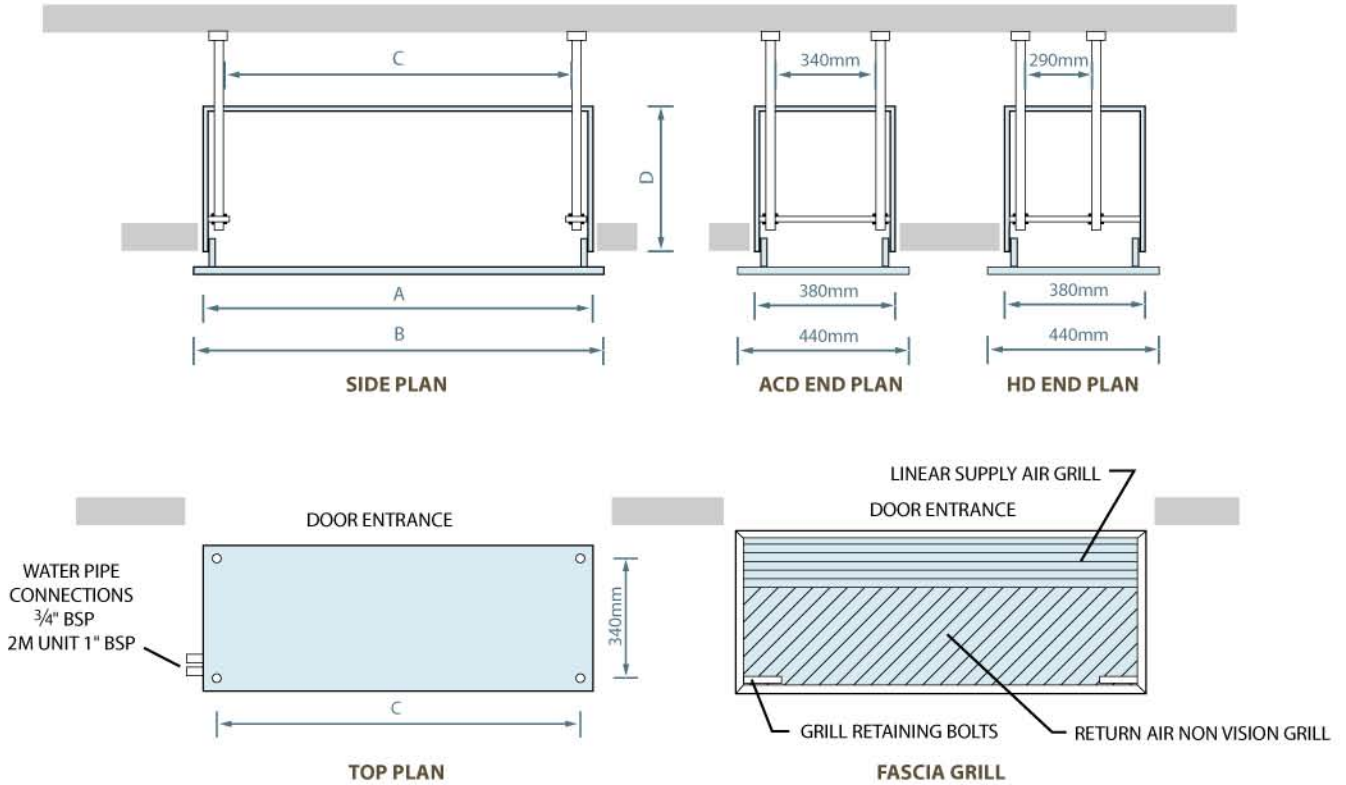 C
340mm
290mm
D
A
380mm
380mm
B
440mm
440mm
SIDE PLAN
ACD END PLAN
HD END PLAN
LINEAR SUPPLY AIR GRILL
DOOR ENTRANCE
DOOR ENTRANCE
WATER PIPE
CONNECTIONS
3/4" BSP
2M UNIT 1" BSP
340mm
C
GRILL RETAINING BOLTS
RETURN AIR NON VISION GRILL
TOP PLAN
FASCIA GRILL